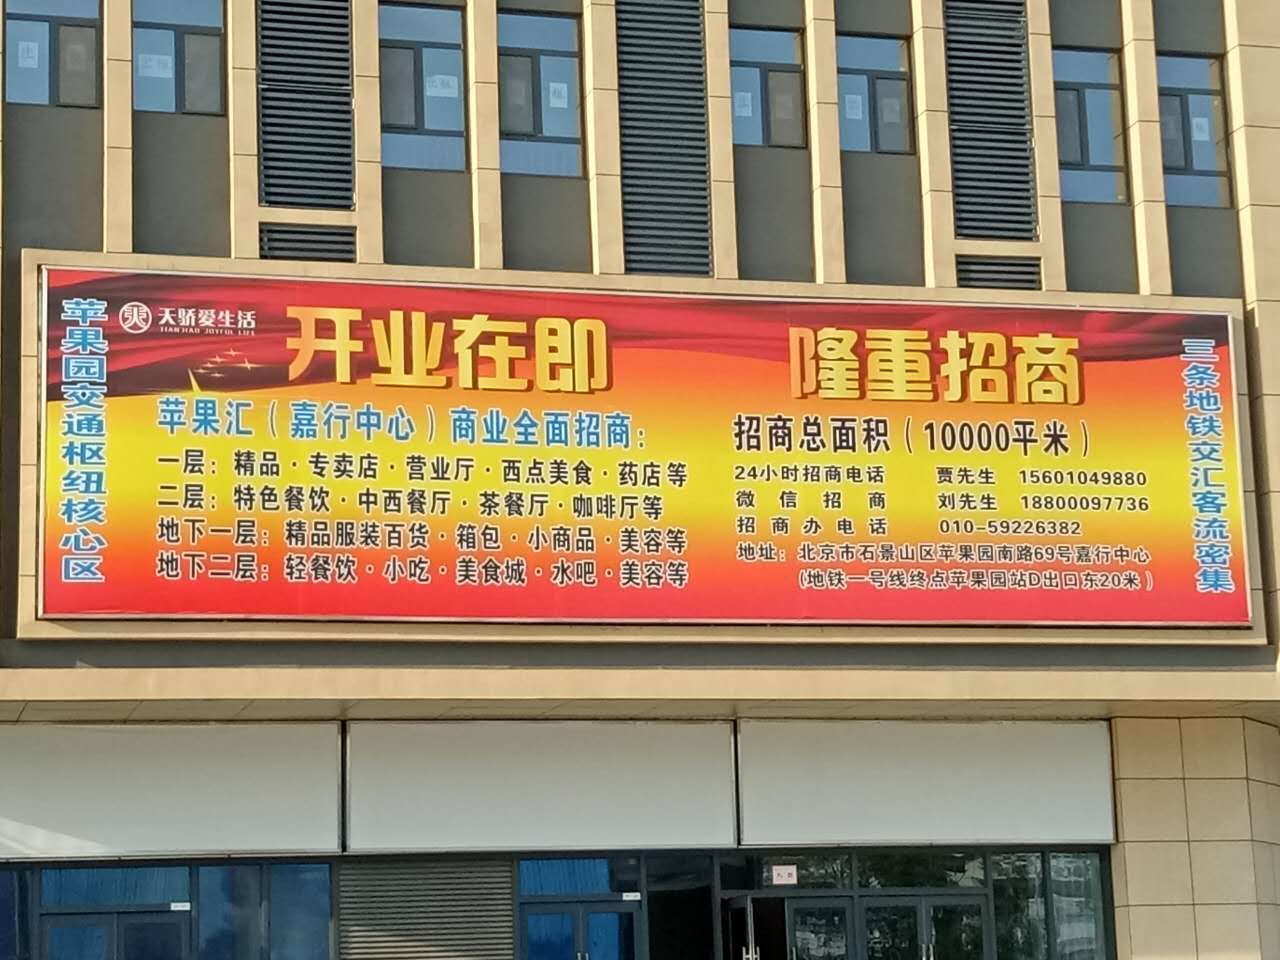 苹果园交通枢纽核心区
天骄爱生活
TIAN'HAO JOYFUL LIFE
开业在即
隆重招商
苹果汇（嘉行中心）商业全面招商：
一层：精品·专卖店·营业厅·西点美食·药店等
二层：特色餐饮·中西餐厅·茶餐厅·咖啡厅等
地下一层：精品服装百货·箱包·小商品·美容等
地下二层：轻餐饮·小吃·美食城·水吧·美容等
招商总面积（10000平米）
24小时招商电话 贾先生 15601049880
微信招商 刘先生 18800097736
招商办电话 010-59226382
地址：北京市石景山区苹果园南路69号嘉行中心
（地铁一号线终点苹果园站D出口东20米）
三条地铁交汇客流密集
出租
出租